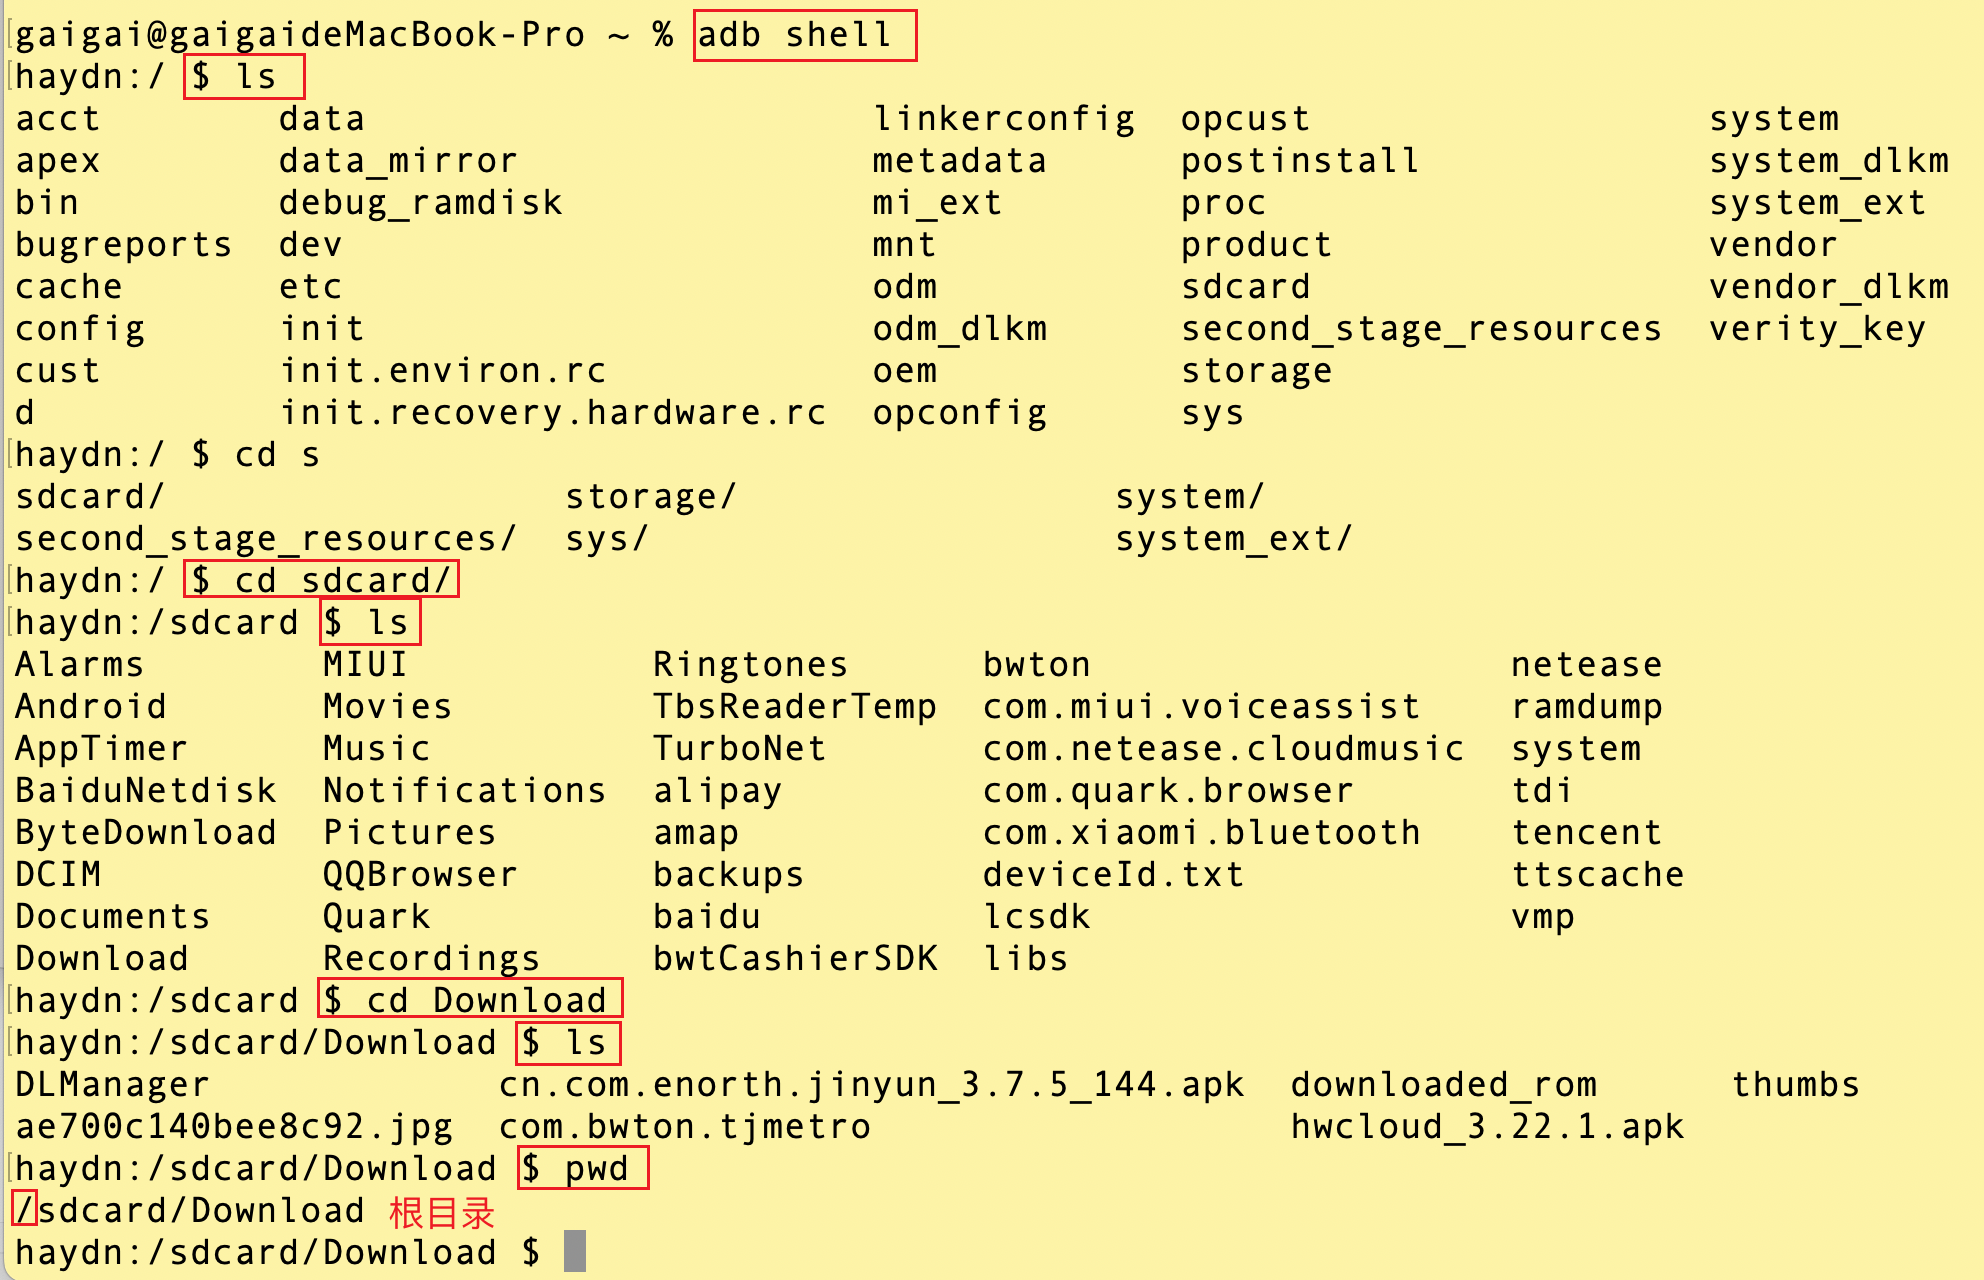 [gaigai@gaigaideMacBook-Pro ~ % adb shell
[haydn:/ $ ls
acct data linkerconfig opcust system
apex data_mirror metadata postinstall system_dlkm
bin debug_ramdisk mi_ext proc system_ext
bugreports dev mnt product vendor
cache etc odm sdcard vendor_dlkm
config init odm_dlkm second_stage_resources verity_key
cust init.environ.rc oem storage
d init.recovery.hardware.rc opconfig sys
[haydn:/ $ cd s
sdcard/ storage/ system/
second_stage_resources/ sys/ system_ext/
[haydn:/ $ cd sdcard/
[haydn:/sdcard $ ls
Alarms MIUI Ringtones bwton netease
Android Movies TbsReaderTemp com.miui.voiceassist ramdump
AppTimer Music TurboNet com.netease.cloudmusic system
BaiduNetdisk Notifications alipay com.quark.browser tdi
ByteDownload Pictures amap com.xiaomi.bluetooth tencent
DCIM QQBrowser backups deviceId.txt ttscache
Documents Quark baidu lcsdk vmp
Download Recordings bwtCashierSDK libs
[haydn:/sdcard $ cd Download
[haydn:/sdcard/Download $ ls
DLManager cn.com.enorth.jinyun_3.7.5_144.apk downloaded_rom thumbs
ae700c140bee8c92.jpg com.bwton.tjmetro hwcloud_3.22.1.apk
[haydn:/sdcard/Download $ pwd
/sdcard/Download 根目录
haydn:/sdcard/Download $